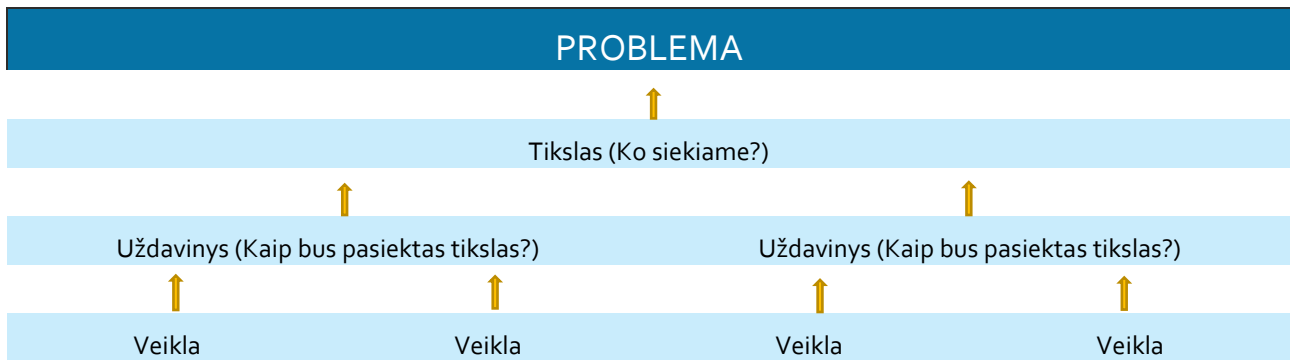 PROBLEMA
Tikslas (Ko siekiame?)
Uždavinys (Kaip bus pasiektas tikslas?) Uždavinys (Kaip bus pasiektas tikslas?)
Veikla Veikla Veikla Veikla